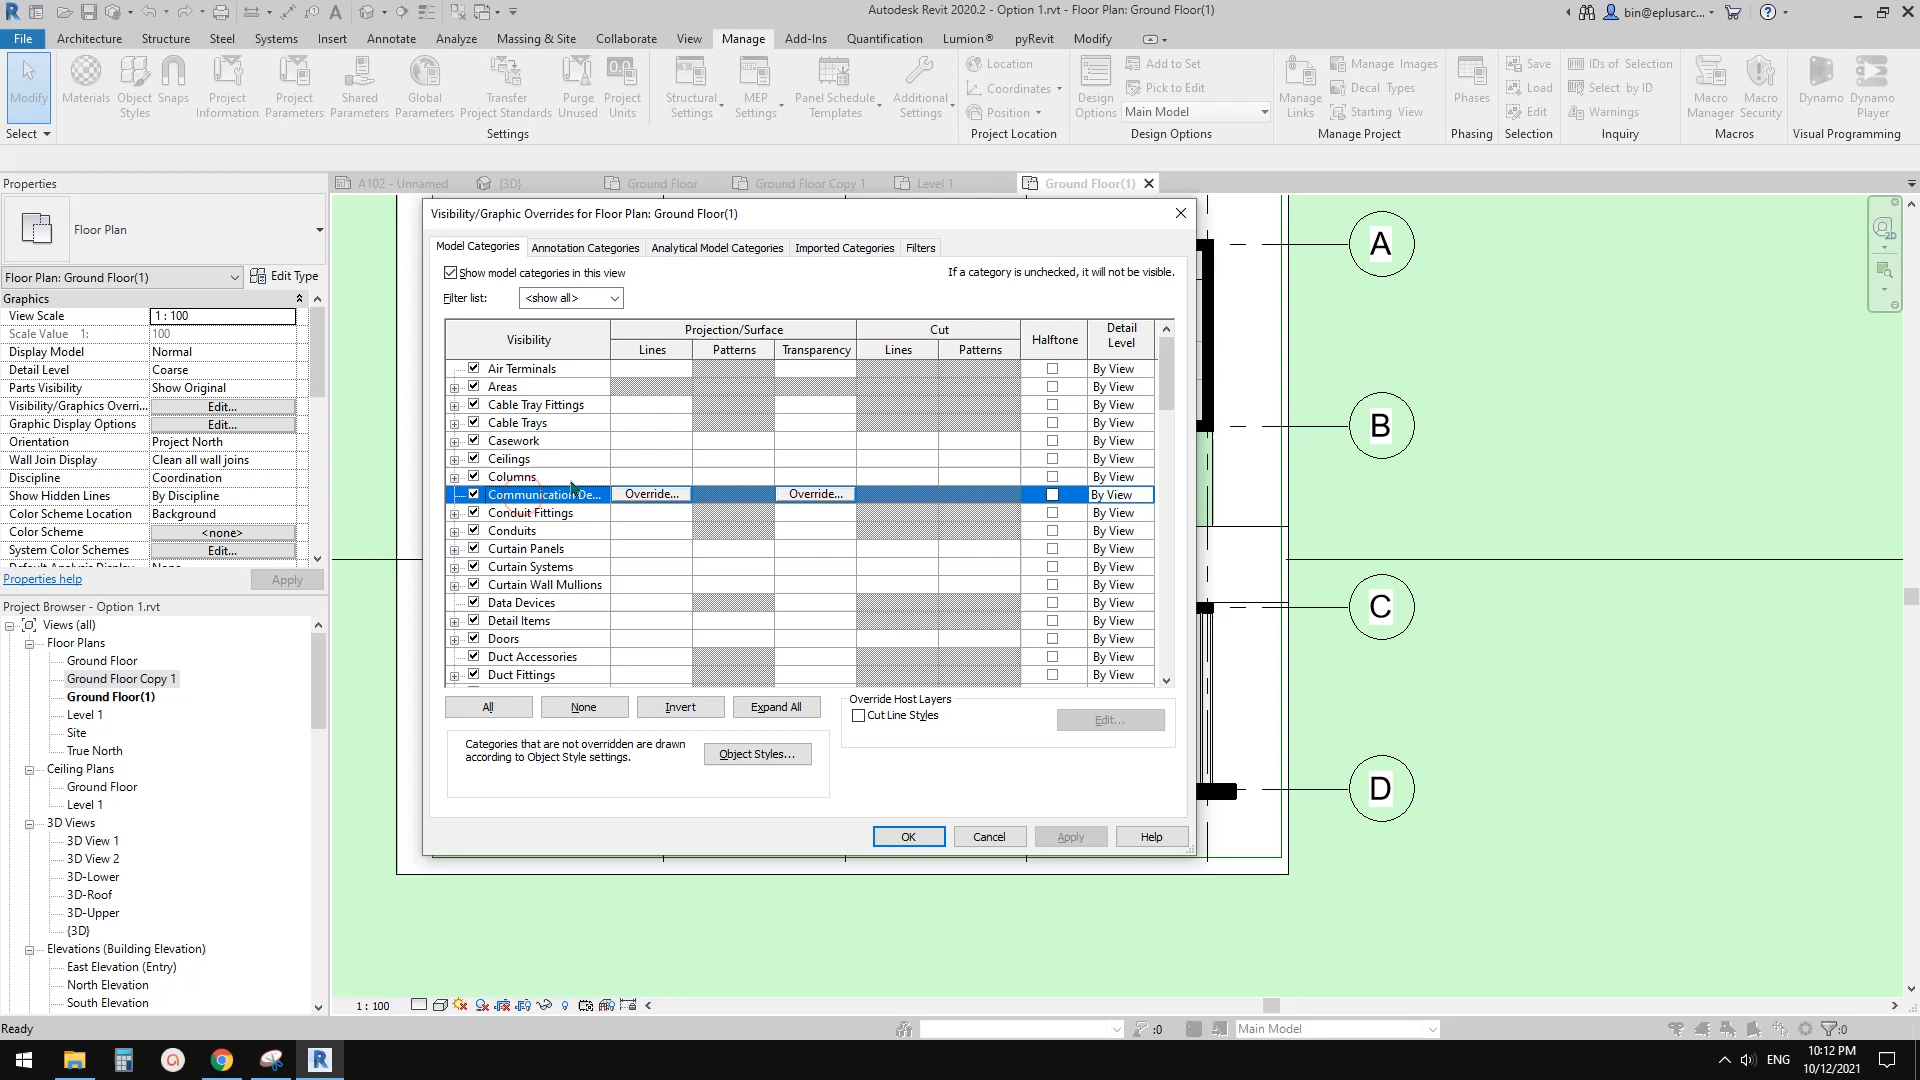 Autodesk Revit 2020.2 - Option 1.rvt - Floor Plan: Ground Floor(1)
bin@eplusarc...
File Architecture Structure Steel Systems Insert Annotate Analyze Massing & Site Collaborate View Manage Add-Ins Quantification Lumion® pyRevit Modify
Modify
Materials
Object Styles
Snaps
Project Information
Project Parameters
Shared Parameters
Global Parameters
Transfer Project Standards
Purge Unused
Project Units
Structural Settings
MEP Settings
Panel Schedule Templates
Additional Settings
Location
Coordinates
Position
Design Options
Add to Set
Pick to Edit
Main Model
Manage Links
Manage Images
Decal Types
Starting View
Phases
Save
Load
Edit
IDs of Selection
Select by ID
Warnings
Macro Manager
Macro Security
Dynamo
Dynamo Player
Select
Settings
Project Location
Design Options
Manage Project
Phasing
Selection
Inquiry
Macros
Visual Programming
Properties
Floor Plan
Floor Plan: Ground Floor(1) Edit Type
Graphics
View Scale 1 : 100
Scale Value 1: 100
Display Model Normal
Detail Level Coarse
Parts Visibility Show Original
Visibility/Graphics Overri... Edit...
Graphic Display Options Edit...
Orientation Project North
Wall Join Display Clean all wall joins
Discipline Coordination
Show Hidden Lines By Discipline
Color Scheme Location Background
Color Scheme <none>
System Color Schemes Edit...
Properties help Apply
Project Browser - Option 1.rvt
Views (all)
Floor Plans
Ground Floor
Ground Floor Copy 1
Ground Floor(1)
Level 1
Site
True North
Ceiling Plans
Ground Floor
Level 1
3D Views
3D View 1
3D View 2
3D-Lower
3D-Roof
3D-Upper
{3D}
Elevations (Building Elevation)
East Elevation (Entry)
North Elevation
South Elevation
A102 - Unnamed {3D} Ground Floor Ground Floor Copy 1 Level 1 Ground Floor(1)
Visibility/Graphic Overrides for Floor Plan: Ground Floor(1)
Model Categories Annotation Categories Analytical Model Categories Imported Categories Filters
Show model categories in this view If a category is unchecked, it will not be visible.
Filter list: <show all>
Visibility Projection/Surface Cut Halftone Detail Level
Lines Patterns Transparency Lines Patterns
Air Terminals By View
Areas By View
Cable Tray Fittings By View
Cable Trays By View
Casework By View
Ceilings By View
Columns By View
Communication De... Override... Override... By View
Conduit Fittings By View
Conduits By View
Curtain Panels By View
Curtain Systems By View
Curtain Wall Mullions By View
Data Devices By View
Detail Items By View
Doors By View
Duct Accessories By View
Duct Fittings By View
All None Invert Expand All
Override Host Layers
Cut Line Styles Edit...
Categories that are not overridden are drawn
according to Object Style settings.
Object Styles...
OK Cancel Apply Help
A
B
C
D
1 : 100
Ready
:0
Main Model
:0
ENG
10:12 PM
10/12/2021